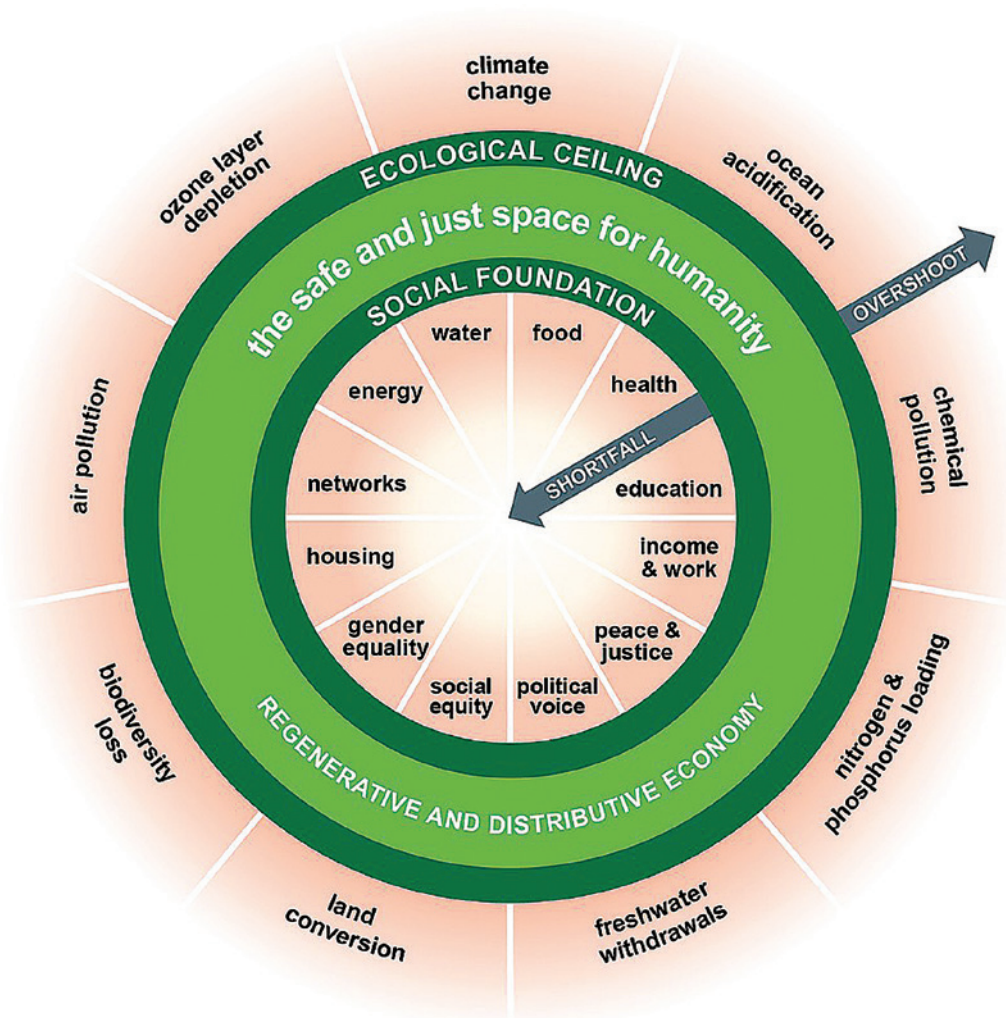 climate
change
ozone layer
depletion
ocean
acidification
ECOLOGICAL CEILING
the safe and just space for humanity
OVERSHOOT
SOCIAL FOUNDATION
water
food
energy
health
air pollution
chemical
pollution
SHORTFALL
networks
education
housing
income
& work
gender
equality
peace &
justice
social
equity
political
voice
biodiversity
loss
nitrogen &
phosphorus loading
REGENERATIVE AND DISTRIBUTIVE ECONOMY
land
conversion
freshwater
withdrawals